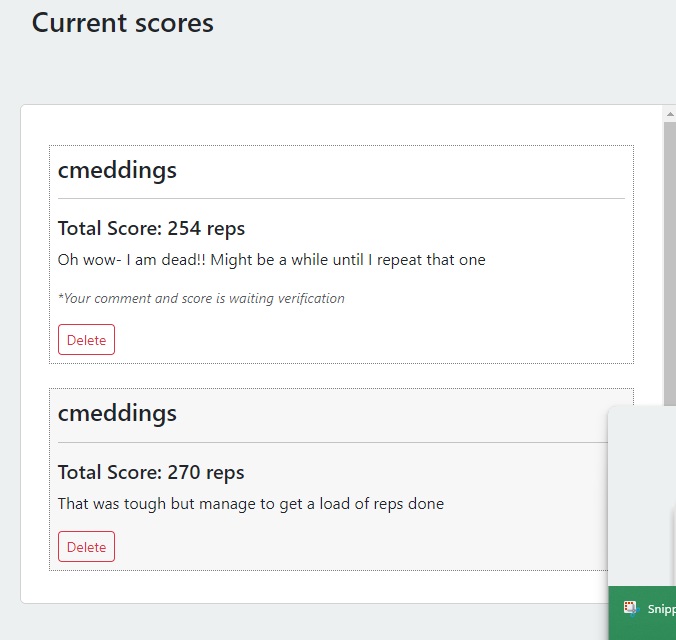 Current scores
cmeddings
Total Score: 254 reps
Oh wow- I am dead!! Might be a while until I repeat that one
*Your comment and score is waiting verification
Delete
cmeddings
Total Score: 270 reps
That was tough but manage to get a load of reps done
Delete
Snipp